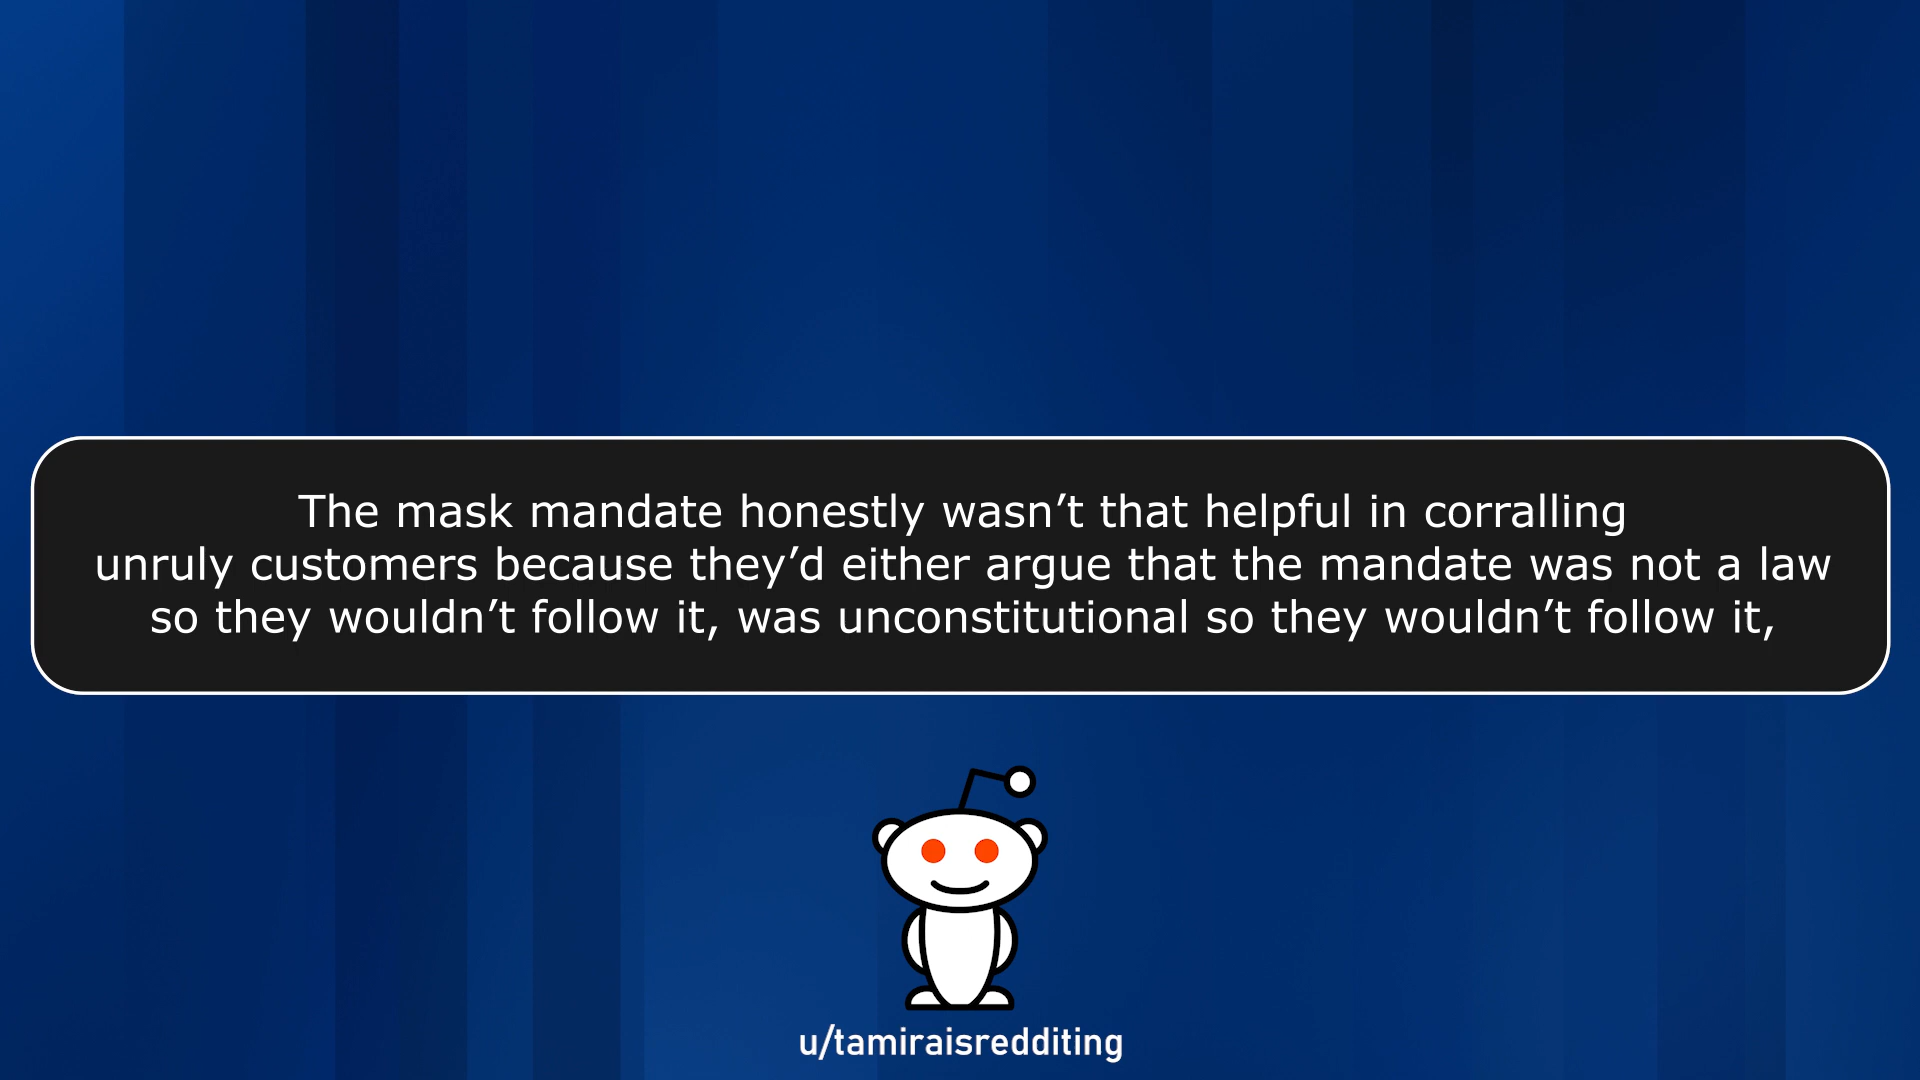 The mask mandate honestly wasn’t that helpful in corralling
unruly customers because they’d either argue that the mandate was not a law
so they wouldn’t follow it, was unconstitutional so they wouldn’t follow it,
u/tamiraisredditing